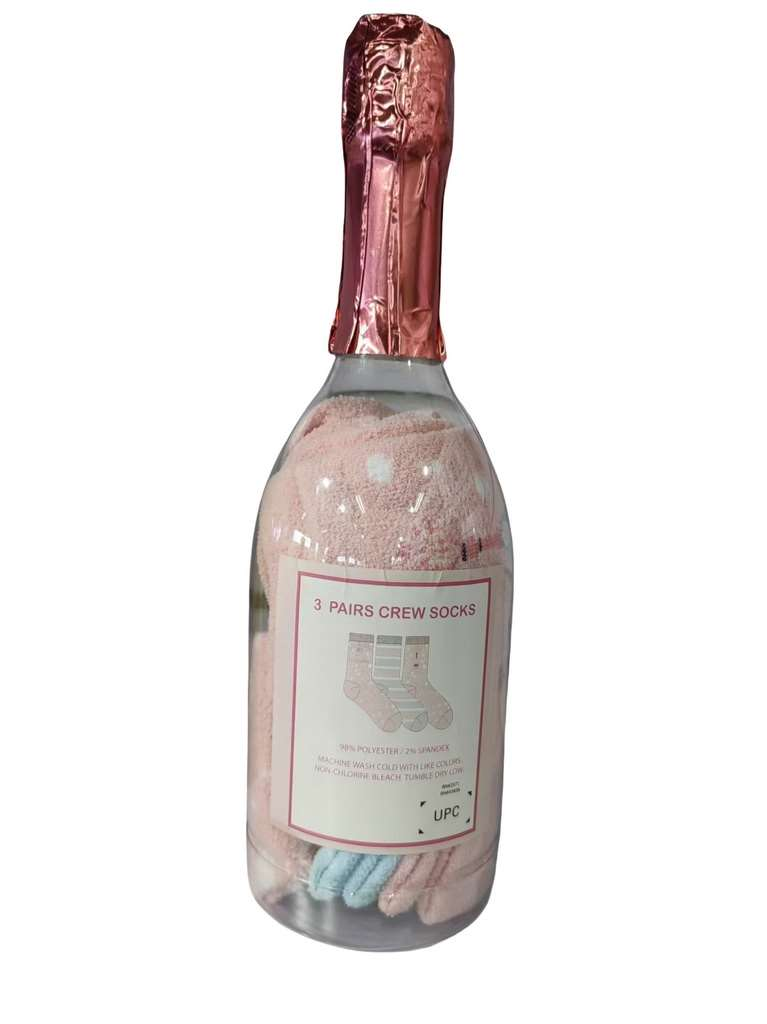 3 PAIRS CREW SOCKS
98% POLYESTER / 2% SPANDEX
MACHINE WASH COLD WITH LIKE COLORS,
NON-CHLORINE BLEACH. TUMBLE DRY LOW.
UPC